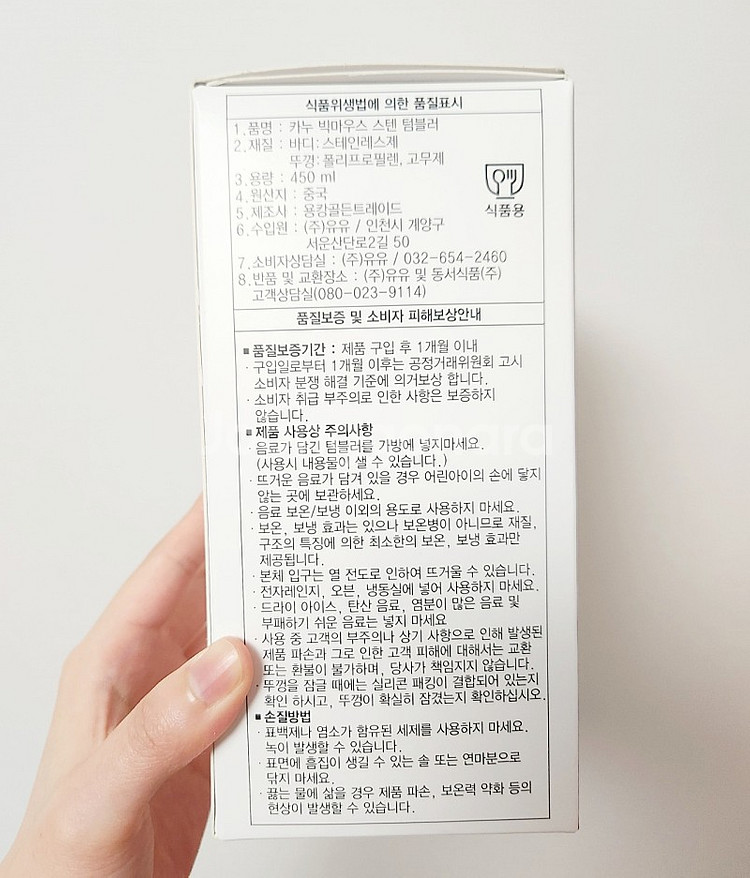 식품위생법에 의한 품질표시
1.품명 : 카누 빅마우스 스텐 텀블러
2.재질 : 바디:스테인레스제
뚜껑:폴리프로필렌, 고무제
3.용량 : 450 ml
4.원산지 : 중국
5.제조사 : 용캉골든트레이드
6.수입원 : (주)유유 / 인천시 계양구
서운산단로2길 50
식품용
7.소비자상담실 : (주)유유 / 032-654-2460
8.반품 및 교환장소 : (주)유유 및 동서식품(주)
고객상담실(080-023-9114)
품질보증 및 소비자 피해보상안내
■ 품질보증기간 : 제품 구입 후 1개월 이내
· 구입일로부터 1개월 이후는 공정거래위원회 고시
소비자 분쟁 해결 기준에 의거보상 합니다.
· 소비자 취급 부주의로 인한 사항은 보증하지
않습니다.
■ 제품 사용상 주의사항
· 음료가 담긴 텀블러를 가방에 넣지마세요.
(사용시 내용물이 샐 수 있습니다.)
· 뜨거운 음료가 담겨 있을 경우 어린아이의 손에 닿지
않는 곳에 보관하세요.
· 음료 보온/보냉 이외의 용도로 사용하지 마세요.
· 보온, 보냉 효과는 있으나 보온병이 아니므로 재질,
구조의 특징에 의한 최소한의 보온, 보냉 효과만
제공됩니다.
· 본체 입구는 열 전도로 인하여 뜨거울 수 있습니다.
· 전자레인지, 오븐, 냉동실에 넣어 사용하지 마세요.
· 드라이 아이스, 탄산 음료, 염분이 많은 음료 및
부패하기 쉬운 음료는 넣지 마세요
· 사용 중 고객의 부주의나 상기 사항으로 인해 발생된
제품 파손과 그로 인한 고객 피해에 대해서는 교환
또는 환불이 불가하며, 당사가 책임지지 않습니다.
· 뚜껑을 잠글 때에는 실리콘 패킹이 결합되어 있는지
확인 하시고, 뚜껑이 확실히 잠겼는지 확인하십시오.
■ 손질방법
· 표백제나 염소가 함유된 세제를 사용하지 마세요.
녹이 발생할 수 있습니다.
· 표면에 흠집이 생길 수 있는 솔 또는 연마분으로
닦지 마세요.
· 끓는 물에 삶을 경우 제품 파손, 보온력 약화 등의
현상이 발생할 수 있습니다.